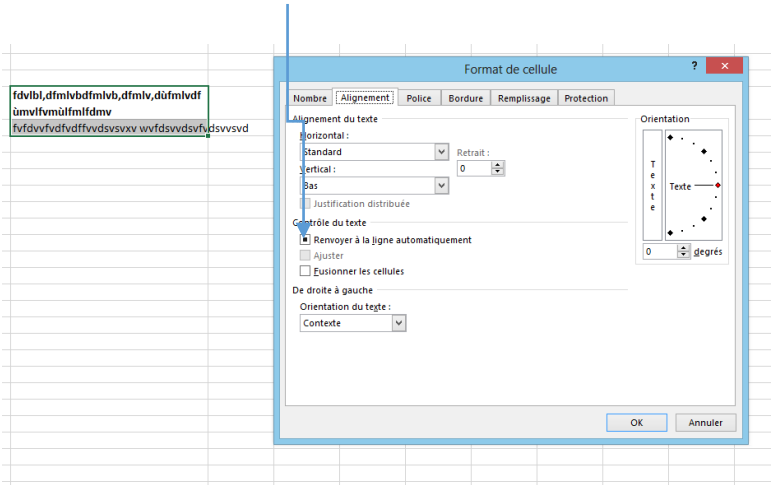 Format de cellule
?
×
fdvlbl,dfmlvbdfmlvb,dfmlv,dùfmlvdf
ùmvlfvmùlfmlfdmv
fvfdvvfvdfvdffvvdsvsvxv wvfdsvvdsvfvdsvvsvd
Nombre Alignement Police Bordure Remplissage Protection
Alignement du texte
Horizontal :
Standard
Retrait :
Vertical :
0
Bas
Justification distribuée
Contrôle du texte
Renvoyer à la ligne automatiquement
Ajuster
Fusionner les cellules
De droite à gauche
Orientation du texte :
Contexte
Orientation
Texte
Texte
0 degrés
OK Annuler